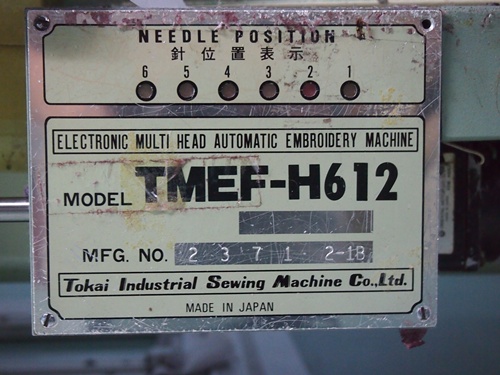 NEEDLE POSITION
針位置表示
6 5 4 3 2 1
ELECTRONIC MULTI HEAD AUTOMATIC EMBROIDERY MACHINE
MODEL TMEF-H612
MFG. NO. 2 3 7 1 2-1B
Tokai Industrial Sewing Machine Co., Ltd.
MADE IN JAPAN